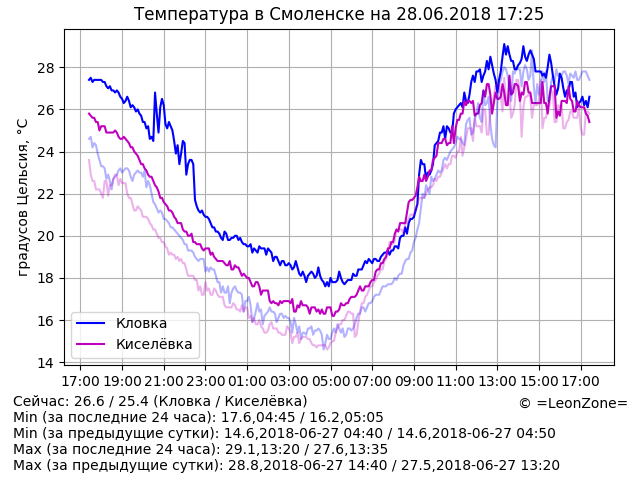 Температура в Смоленске на 28.06.2018 17:25
градусов Цельсия, °C
28
26
24
22
20
18
16
14
Кловка
Киселёвка
17:00 19:00 21:00 23:00 01:00 03:00 05:00 07:00 09:00 11:00 13:00 15:00 17:00
Сейчас: 26.6 / 25.4 (Кловка / Киселёвка)
© =LeonZone=
Min (за последние 24 часа): 17.6,04:45 / 16.2,05:05
Min (за предыдущие сутки): 14.6,2018-06-27 04:40 / 14.6,2018-06-27 04:50
Max (за последние 24 часа): 29.1,13:20 / 27.6,13:35
Max (за предыдущие сутки): 28.8,2018-06-27 14:40 / 27.5,2018-06-27 13:20